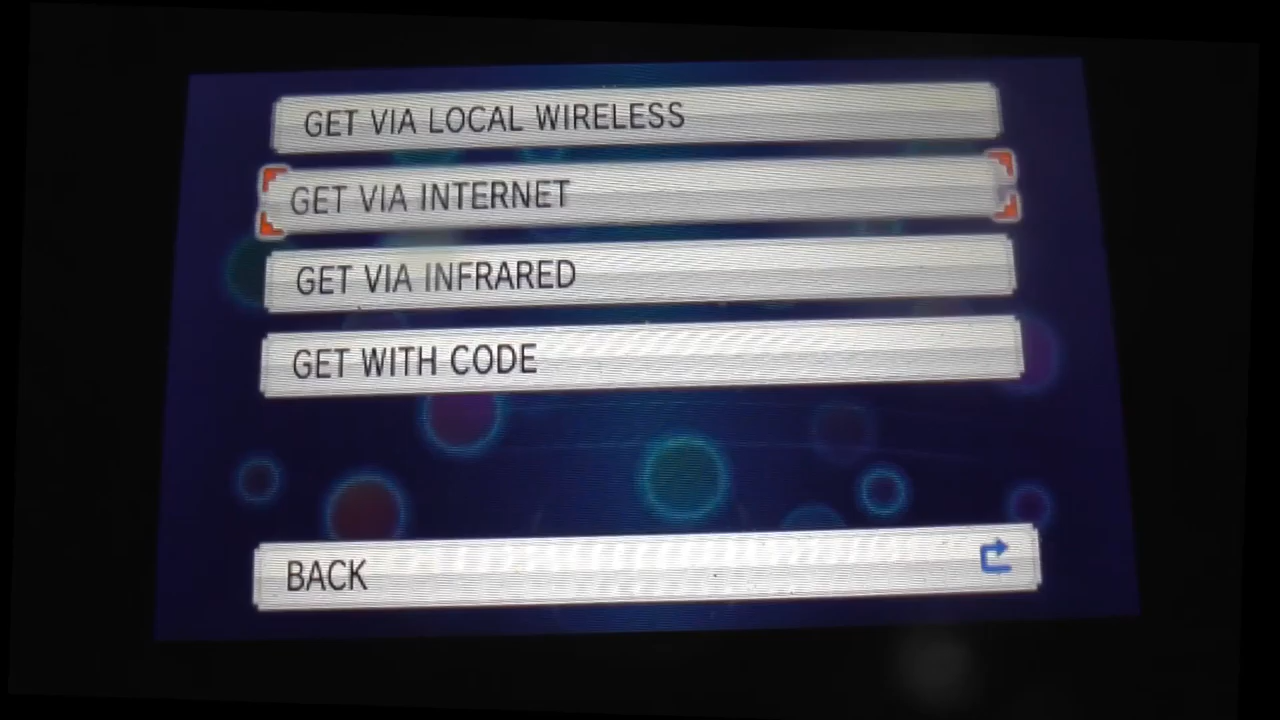 GET VIA LOCAL WIRELESS
GET VIA INTERNET
GET VIA INFRARED
GET WITH CODE
BACK